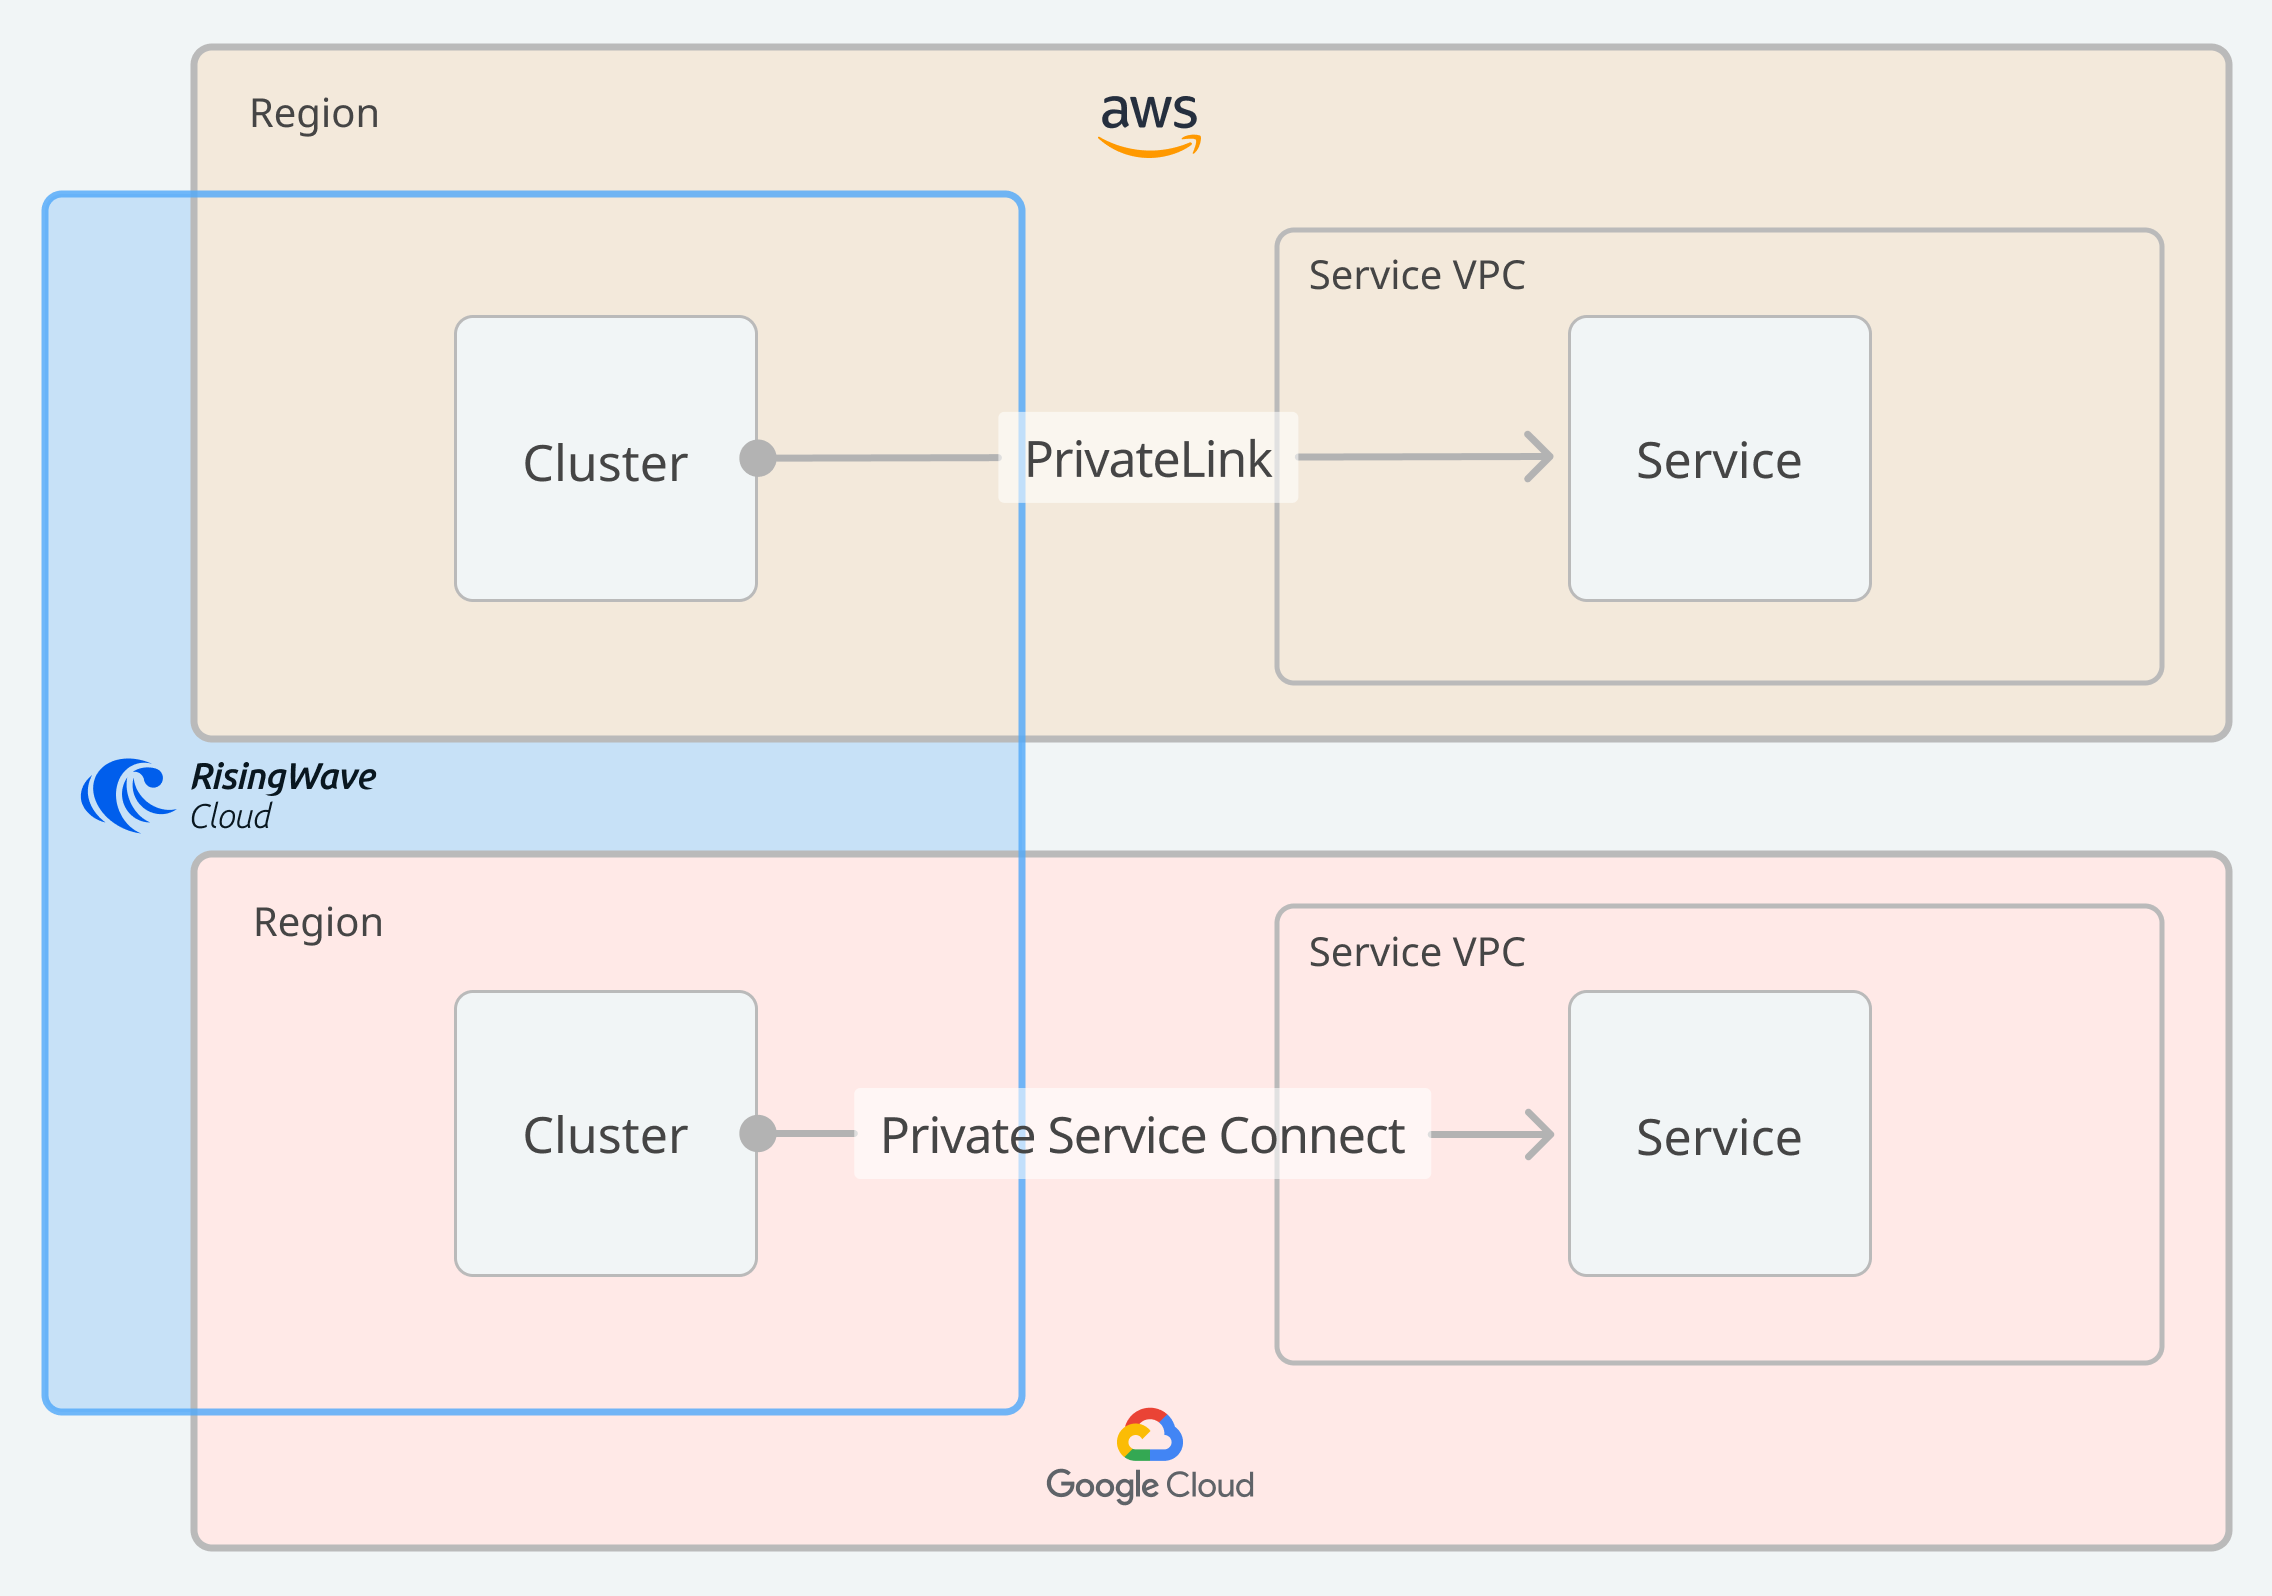 Region
aws
Service VPC
Cluster
PrivateLink
Service
RisingWave
Cloud
Region
Service VPC
Cluster
Private Service Connect
Service
Google Cloud